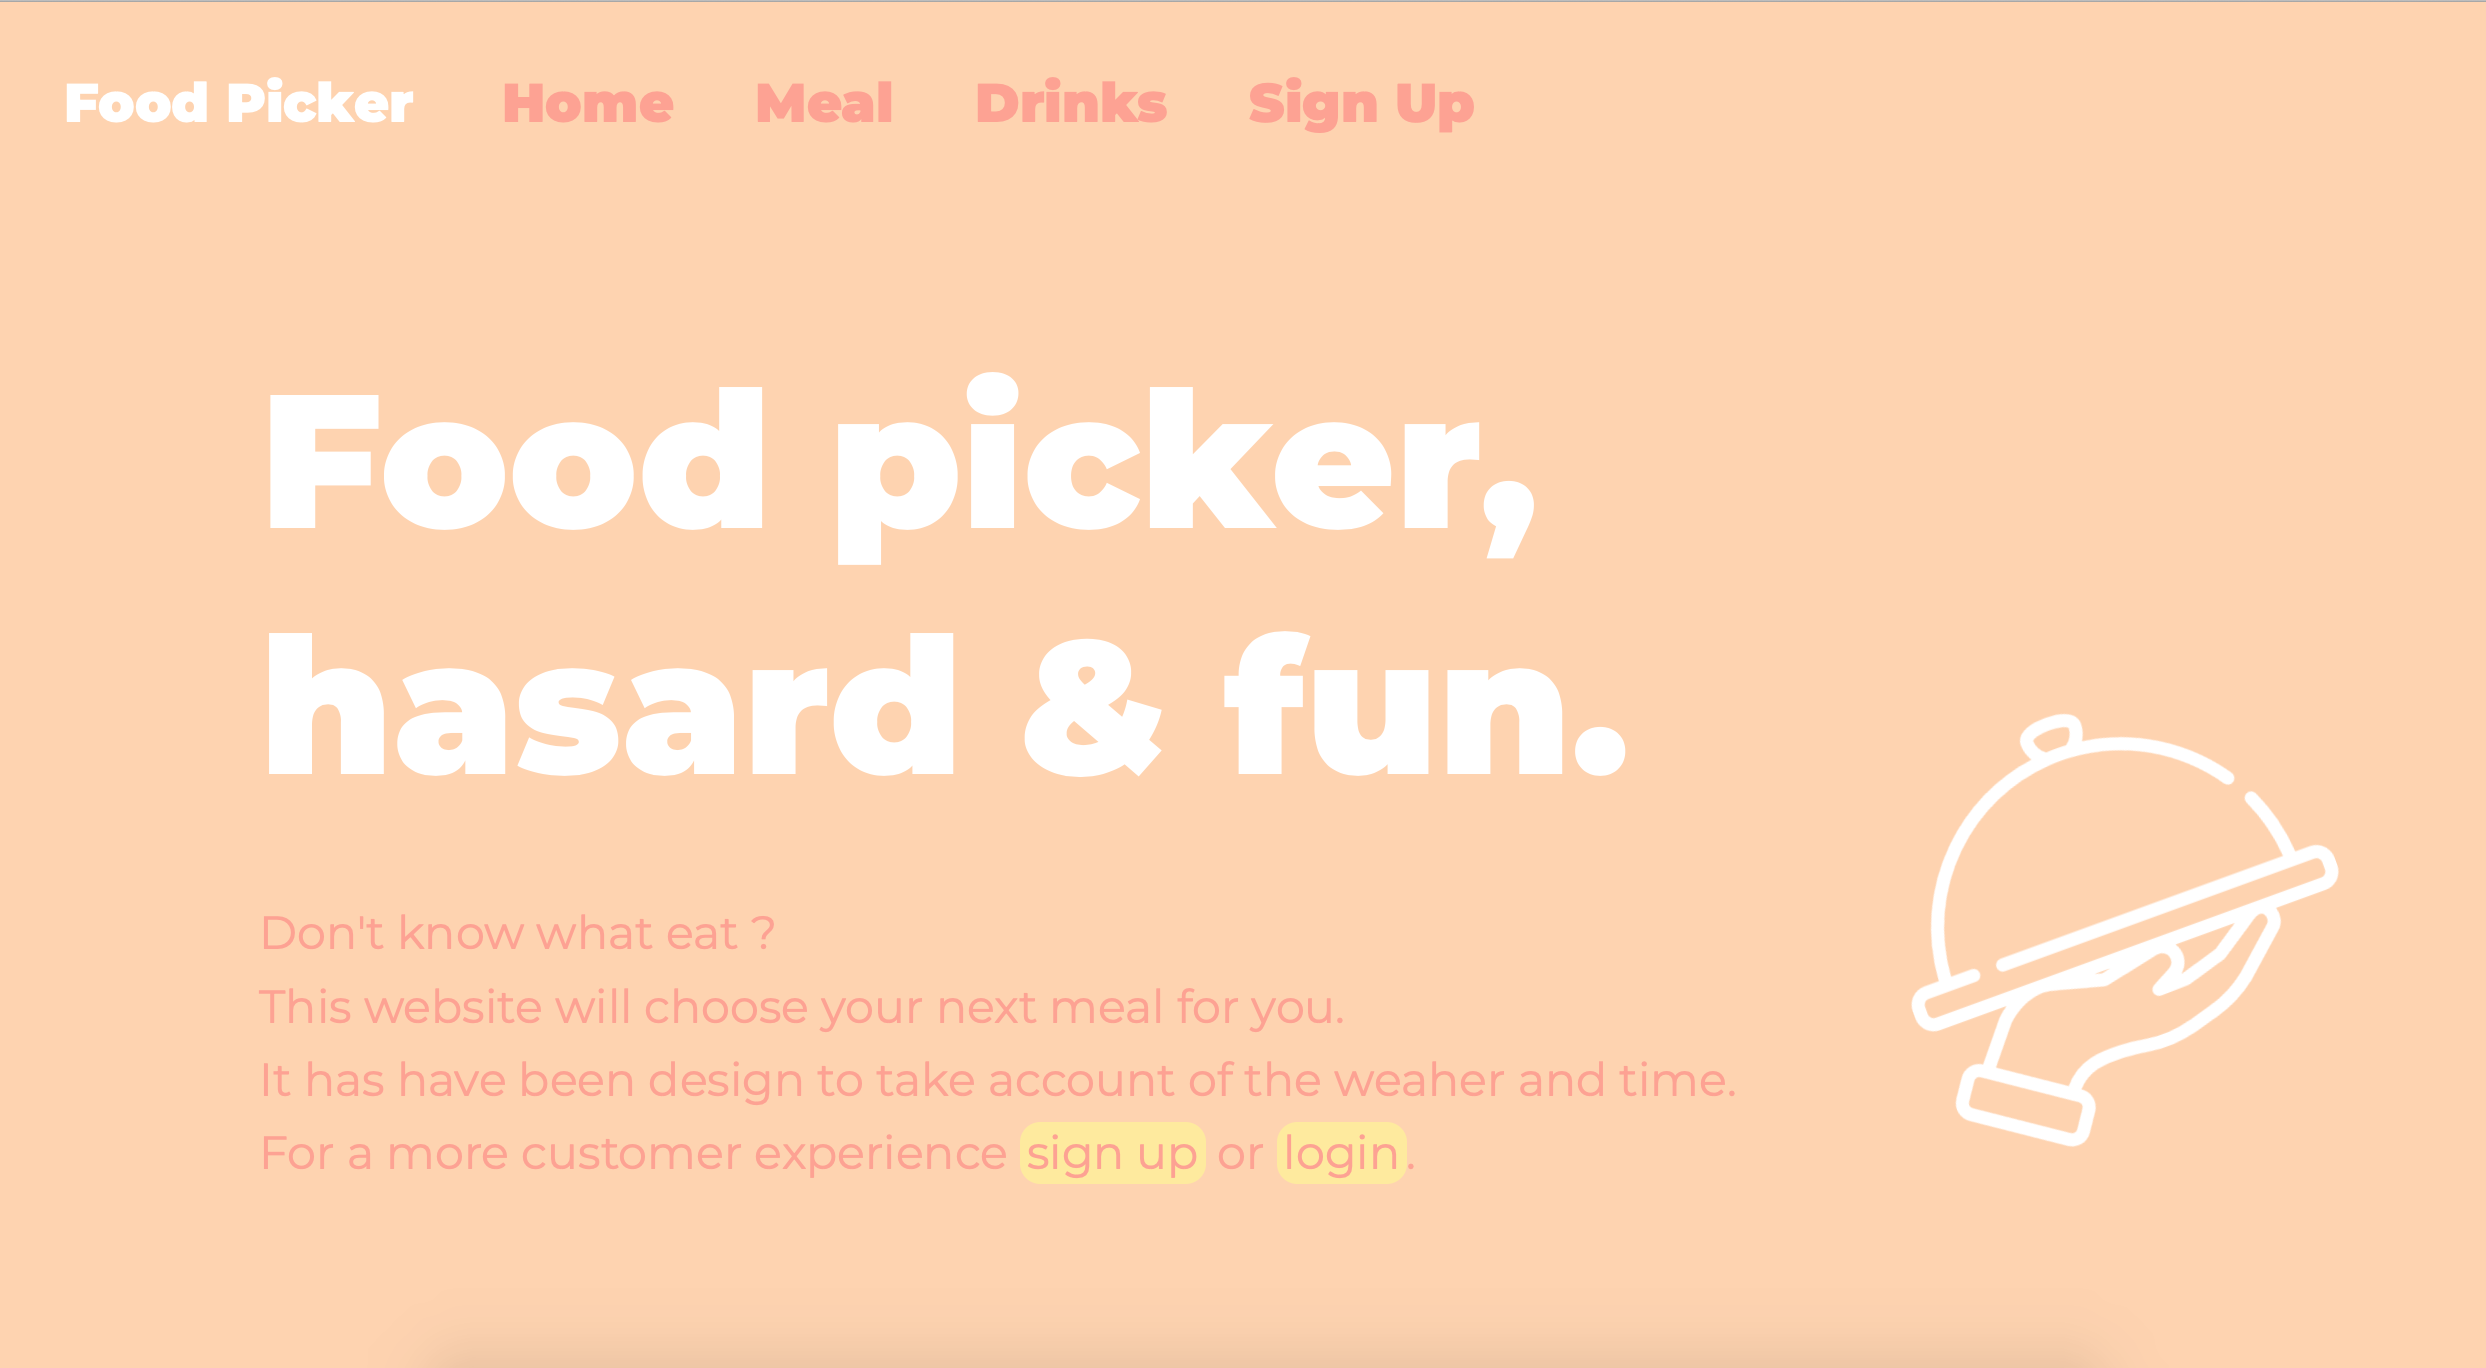 Food Picker Home Meal Drinks Sign Up
Food picker,
hasard & fun.
Don't know what eat ?
This website will choose your next meal for you.
It has have been design to take account of the weaher and time.
For a more customer experience sign up or login.